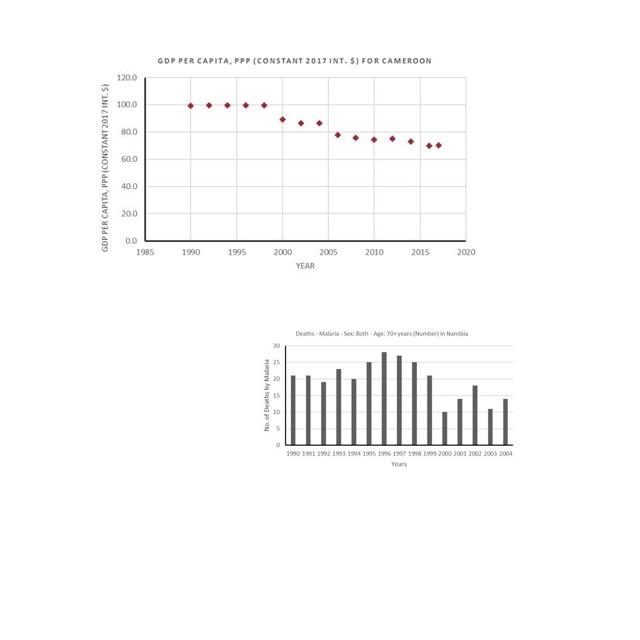 GDP PER CAPITA, PPP (CONSTANT 2017 INT. $) FOR CAMEROON
GDP PER CAPITA, PPP (CONSTANT 2017 INT. $)
120.0
100.0
80.0
60.0
40.0
20.0
0.0
1985 1990 1995 2000 2005 2010 2015 2020
YEAR
Deaths - Malaria - Sex: Both - Age: 70+ years (Number) in Namibia
No. of Deaths by Malaria
30
25
20
15
10
5
0
1990 1991 1992 1993 1994 1995 1996 1997 1998 1999 2000 2001 2002 2003 2004
Years